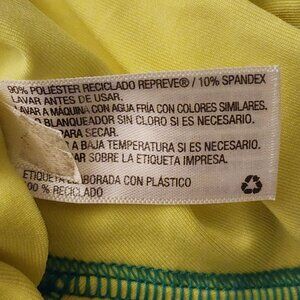 90% POLIÉSTER RECICLADO REPREVE® / 10% SPANDEX
LAVAR ANTES DE USAR.
LAVAR A MÁQUINA CON AGUA FRÍA CON COLORES SIMILARES.
BLANQUEADOR SIN CLORO SI ES NECESARIO.
PARA SECAR.
A BAJA TEMPERATURA SI ES NECESARIO.
SOBRE LA ETIQUETA IMPRESA.
ETIQUETA ELABORADA CON PLÁSTICO
100 % RECICLADO